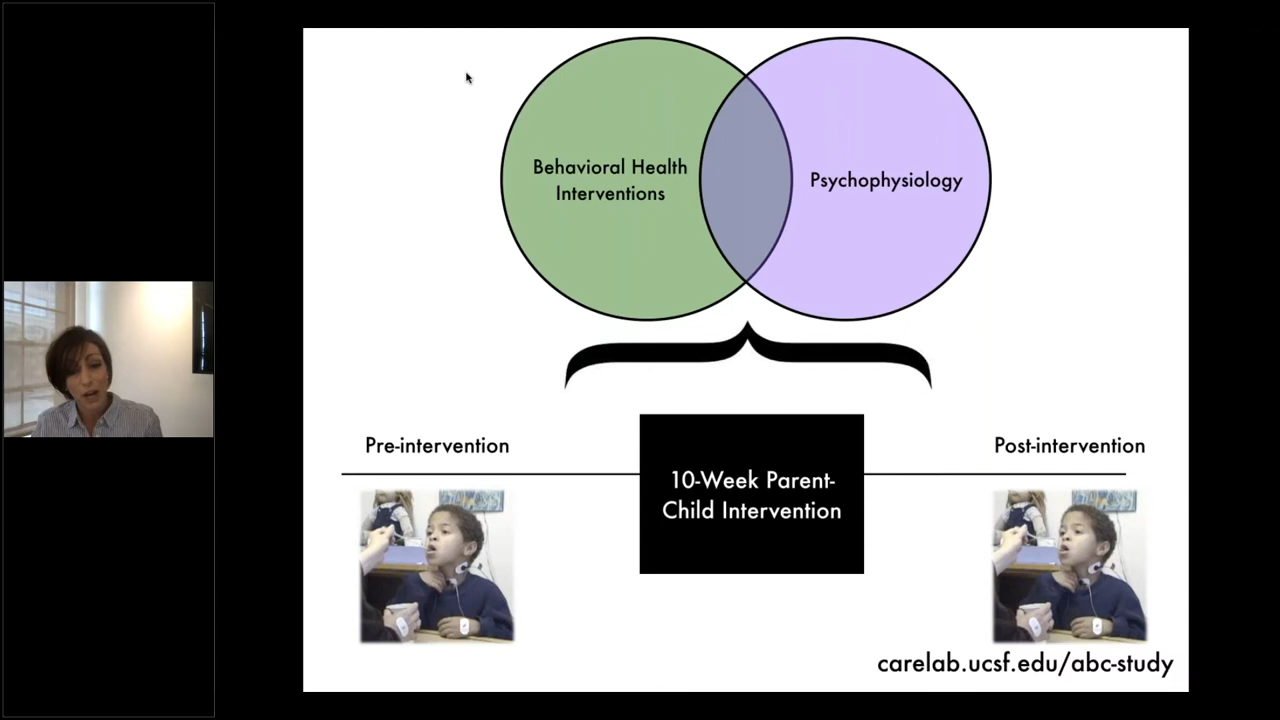 Behavioral Health
Interventions
Psychophysiology
Pre-intervention
10-Week Parent-
Child Intervention
Post-intervention
carelab.ucsf.edu/abc-study